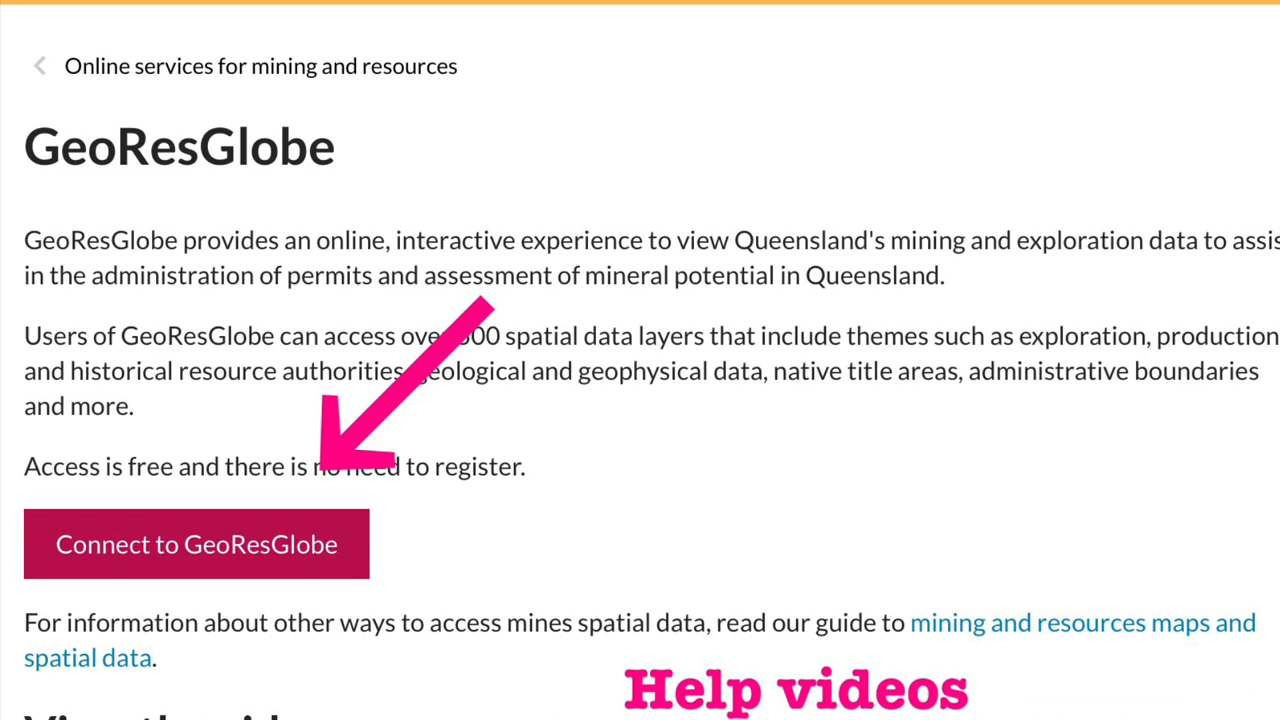 Online services for mining and resources
GeoResGlobe
GeoResGlobe provides an online, interactive experience to view Queensland's mining and exploration data to
in the administration of permits and assessment of mineral potential in Queensland.
Users of GeoResGlobe can access over spatial data layers that include themes such as exploration, production
and historical resource authorities, geological and geophysical data, native title areas, administrative boundaries
and more.
Access is free and there is no need to register.
Connect to GeoResGlobe
For information about other ways to access mines spatial data, read our guide to mining and resources maps and
spatial data.
Help videos